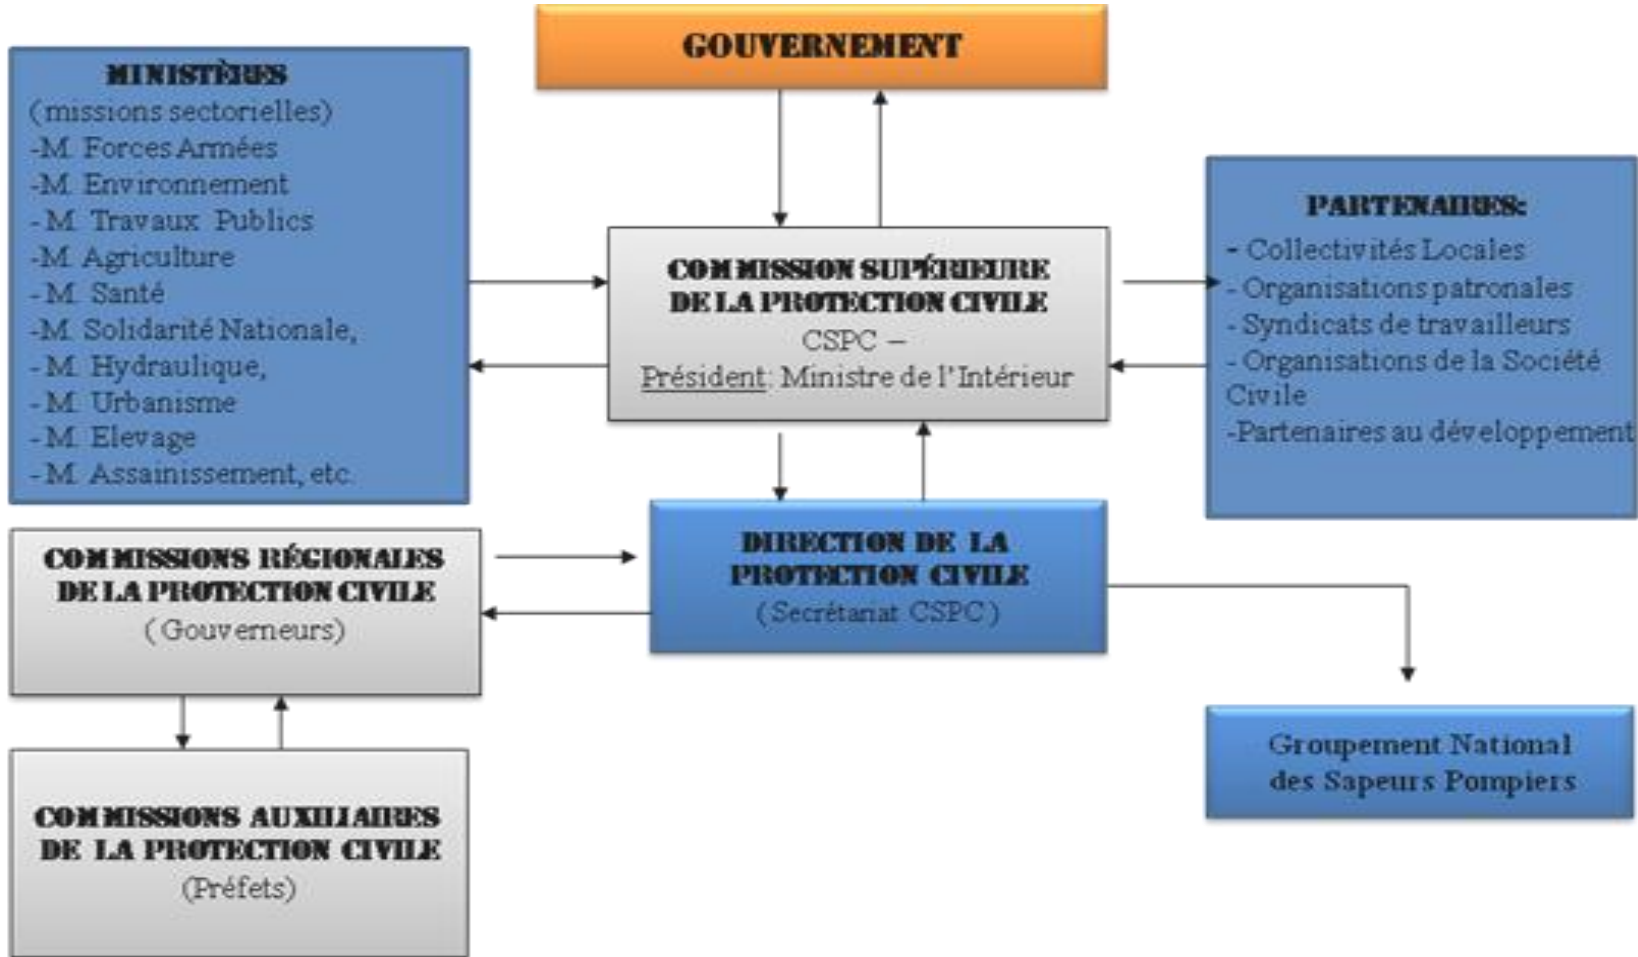 GOUVERNEMENT
MINISTÈRES
(missions sectorielles)
-M. Forces Armées
-M. Environnement
-M. Travaux Publics
-M. Agriculture
-M. Santé
-M. Solidarité Nationale,
-M. Hydraulique,
-M. Urbanisme
-M. Elevage
-M. Assainissement, etc.
COMMISSION SUPÉRIEURE
DE LA PROTECTION CIVILE
CSPC –
Président: Ministre de l'Intérieur
PARTENAIRES:
- Collectivités Locales
- Organisations patronales
- Syndicats de travailleurs
- Organisations de la Société
Civile
-Partenaires au développement
COMMISSIONS RÉGIONALES
DE LA PROTECTION CIVILE
(Gouverneurs)
DIRECTION DE LA
PROTECTION CIVILE
(Secrétariat CSPC)
Groupement National
des Sapeurs Pompiers
COMMISSIONS AUXILIAIRES
DE LA PROTECTION CIVILE
(Préfets)